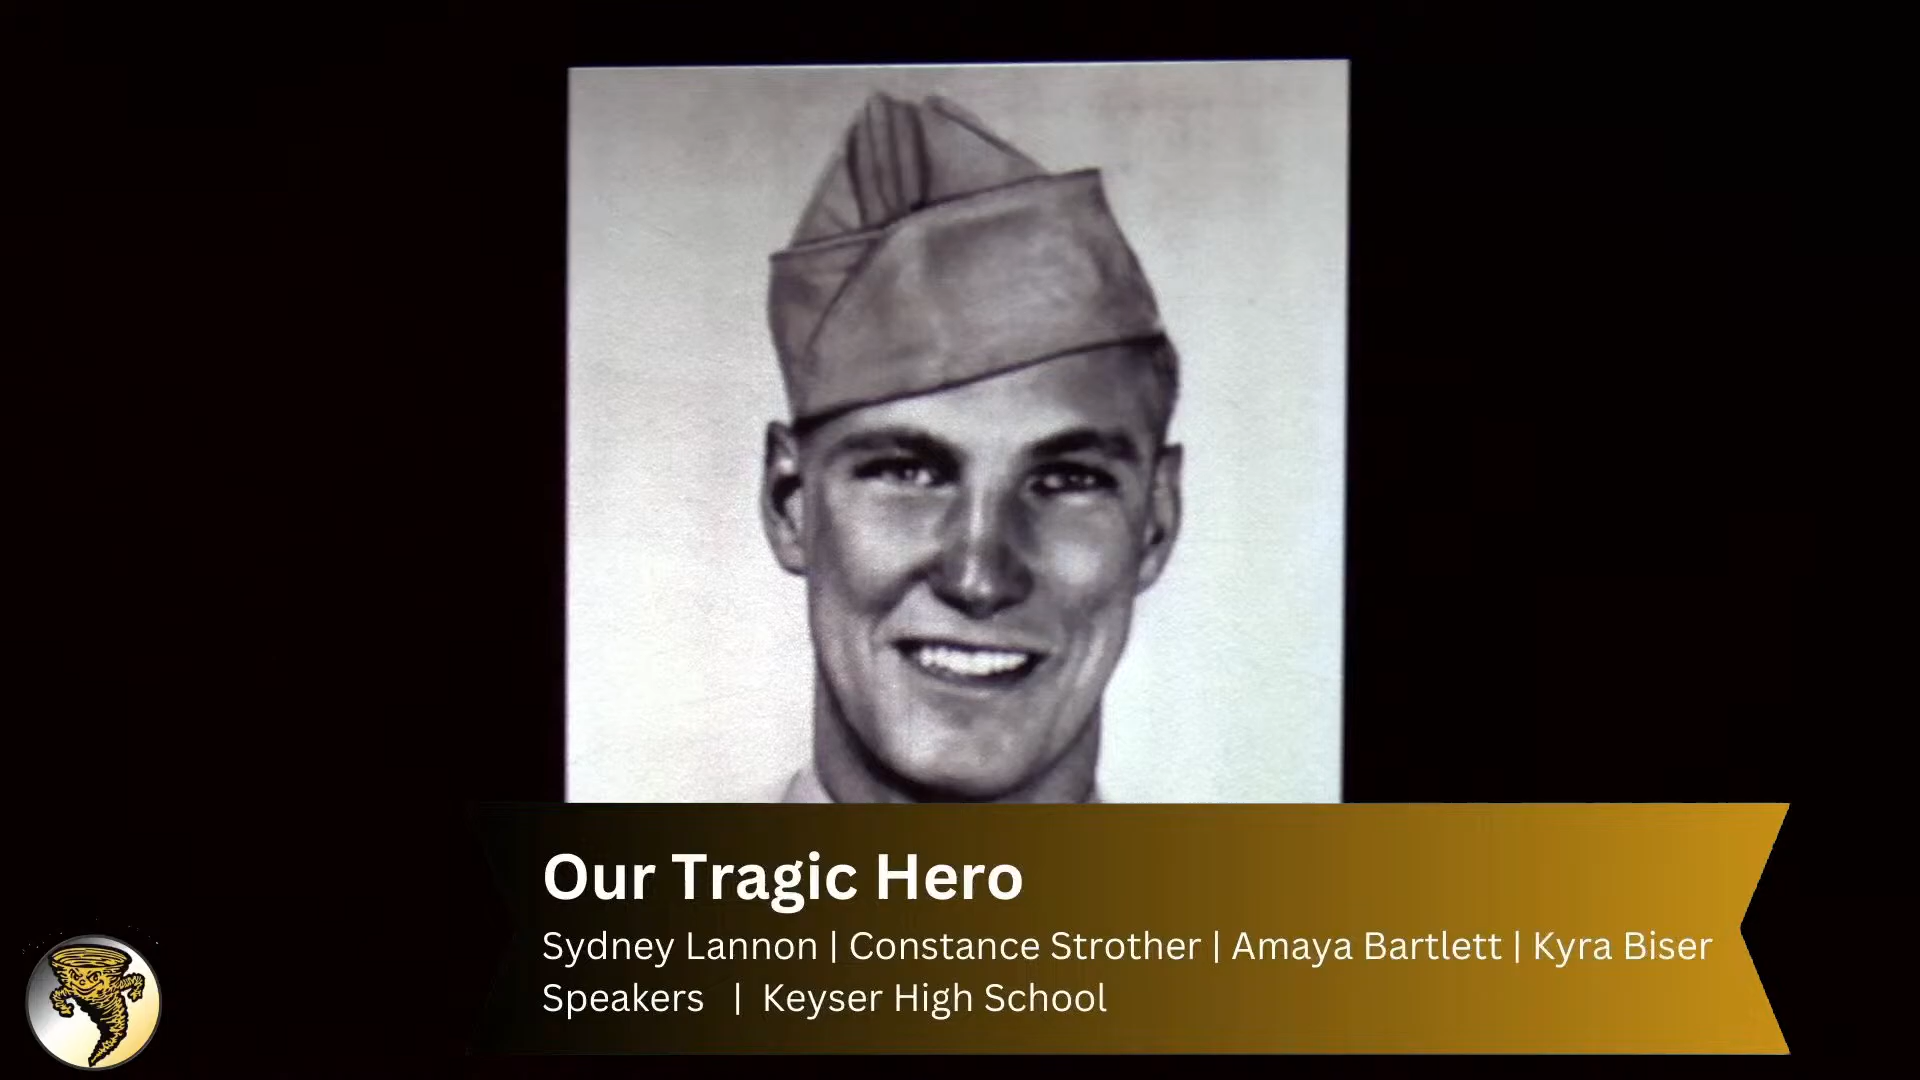 Our Tragic Hero
Sydney Lannon | Constance Strother | Amaya Bartlett | Kyra Biser
Speakers | Keyser High School